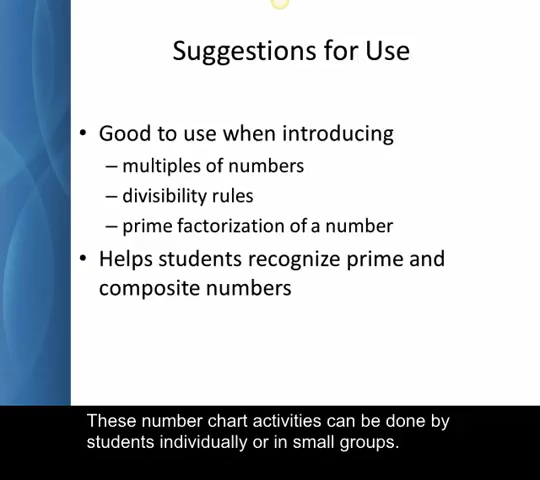 Suggestions for Use
• Good to use when introducing
– multiples of numbers
– divisibility rules
– prime factorization of a number
• Helps students recognize prime and
composite numbers
These number chart activities can be done by
students individually or in small groups.